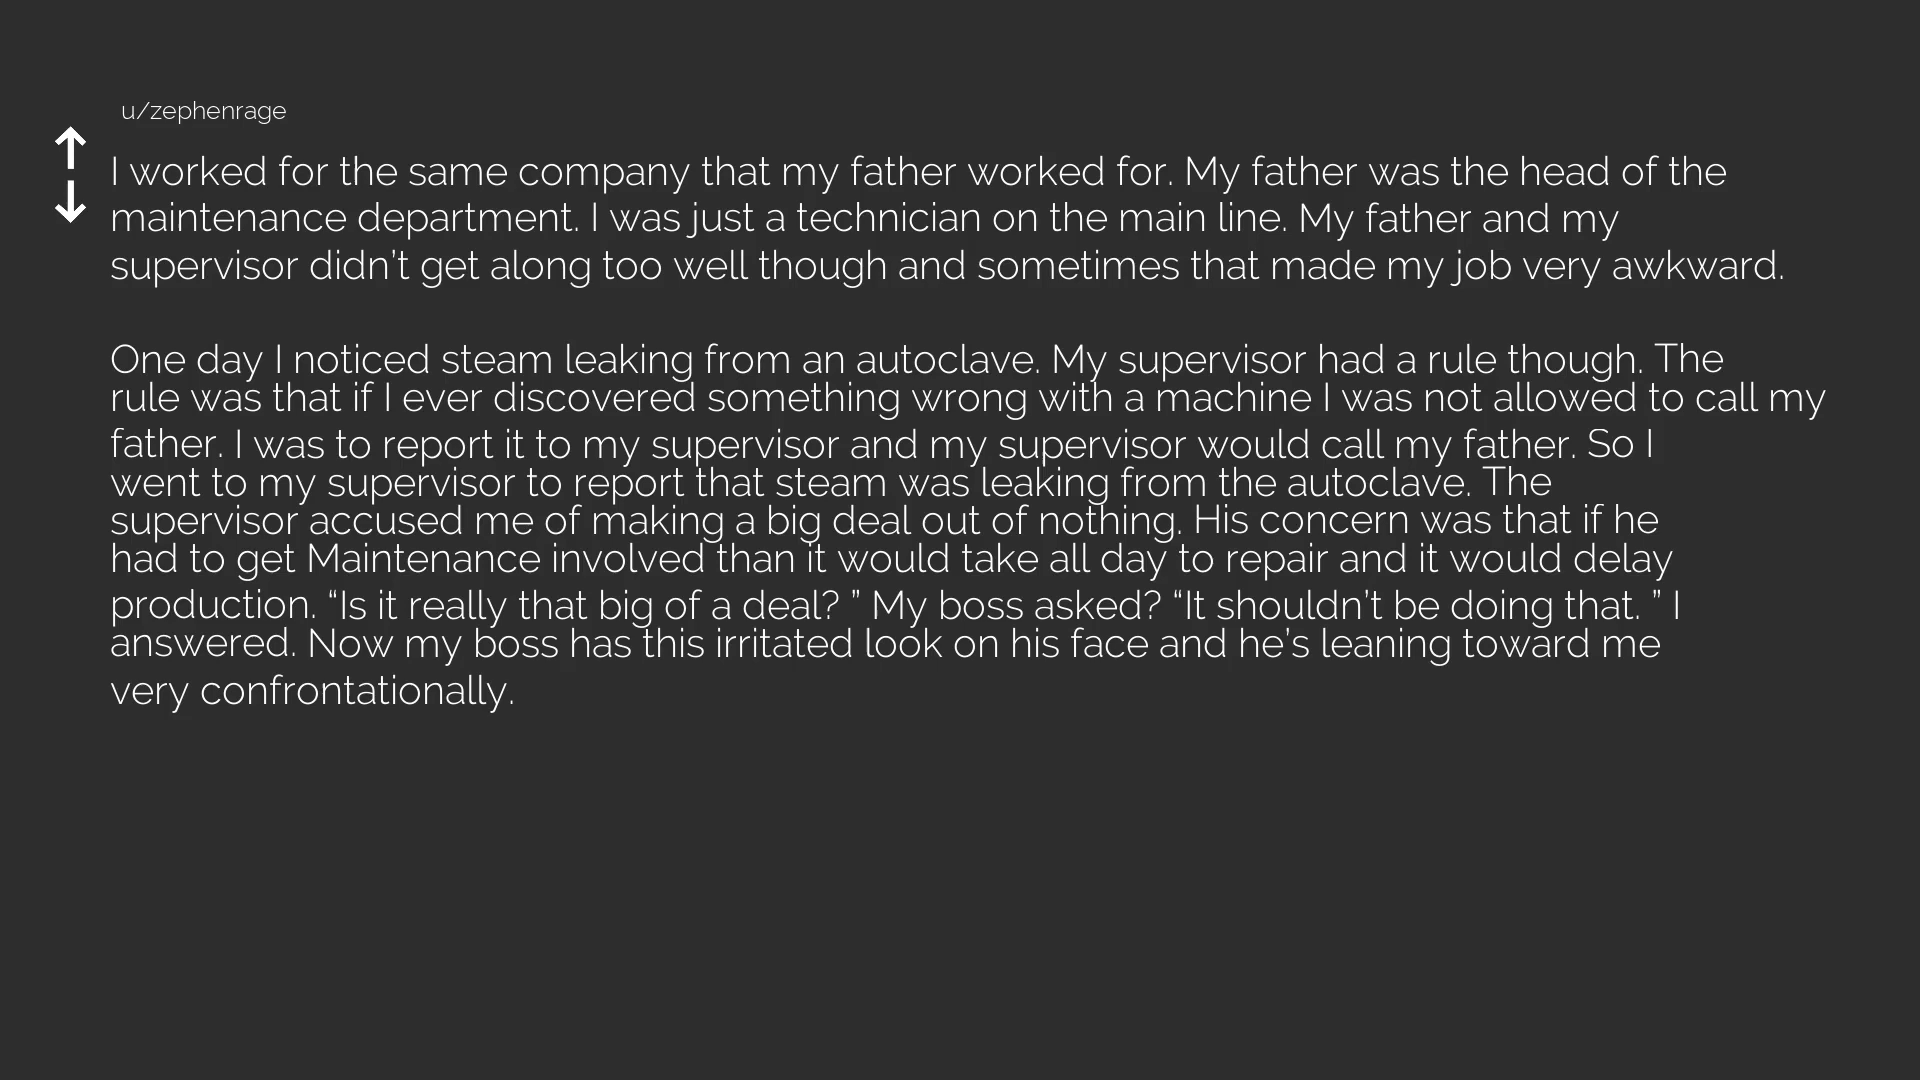 u/zephenrage
I worked for the same company that my father worked for. My father was the head of the
maintenance department. I was just a technician on the main line. My father and my
supervisor didn’t get along too well though and sometimes that made my job very awkward.
One day I noticed steam leaking from an autoclave. My supervisor had a rule though. The
rule was that if I ever discovered something wrong with a machine I was not allowed to call my
father. I was to report it to my supervisor and my supervisor would call my father. So I
went to my supervisor to report that steam was leaking from the autoclave. The
supervisor accused me of making a big deal out of nothing. His concern was that if he
had to get Maintenance involved than it would take all day to repair and it would delay
production. “Is it really that big of a deal? ” My boss asked? “It shouldn’t be doing that. ” I
answered. Now my boss has this irritated look on his face and he’s leaning toward me
very confrontationally.